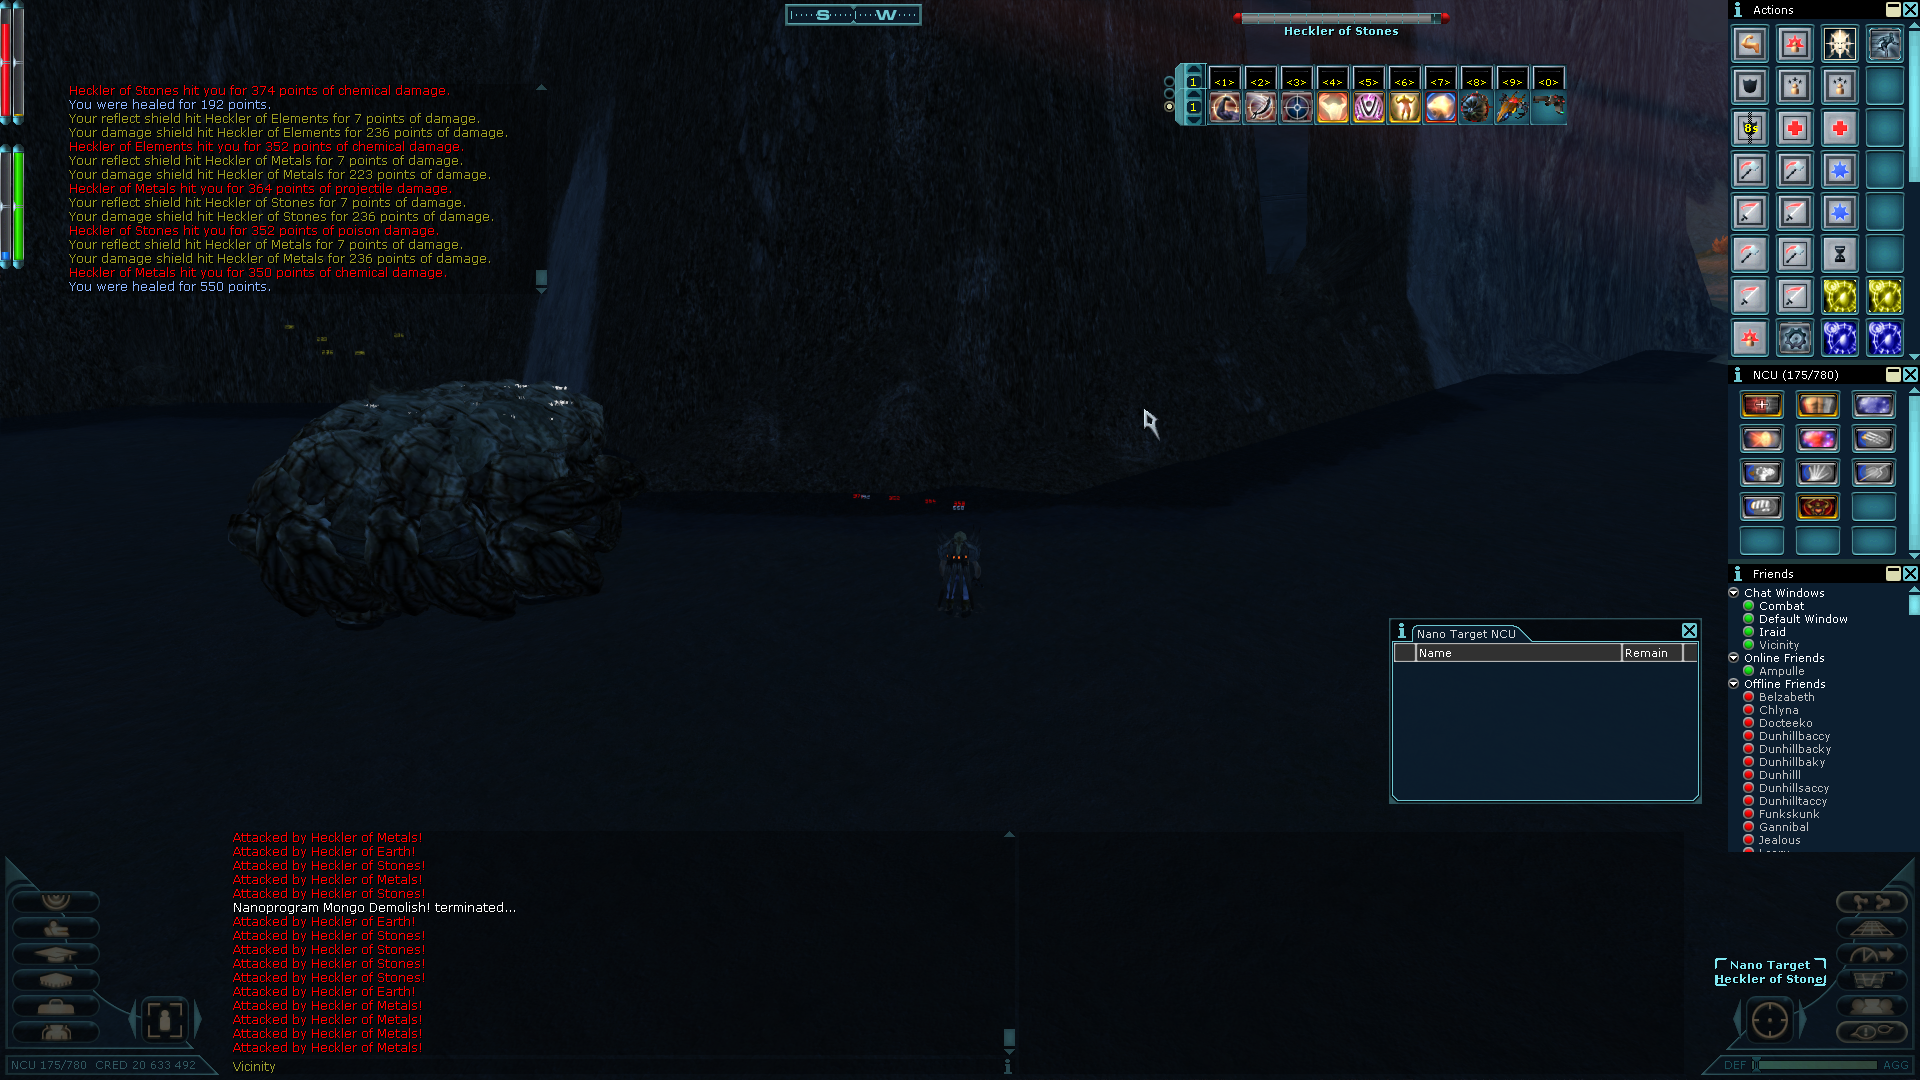 S W
Heckler of Stones
1 <1> <2> <3> <4> <5> <6> <7> <8> <9> <0>
1
Heckler of Stones hit you for 374 points of chemical damage.
You were healed for 192 points.
Your reflect shield hit Heckler of Elements for 7 points of damage.
Your damage shield hit Heckler of Elements for 236 points of damage.
Heckler of Elements hit you for 352 points of chemical damage.
Your reflect shield hit Heckler of Metals for 7 points of damage.
Your damage shield hit Heckler of Metals for 223 points of damage.
Heckler of Metals hit you for 364 points of projectile damage.
Your reflect shield hit Heckler of Stones for 7 points of damage.
Your damage shield hit Heckler of Stones for 236 points of damage.
Heckler of Stones hit you for 352 points of poison damage.
Your reflect shield hit Heckler of Metals for 7 points of damage.
Your damage shield hit Heckler of Metals for 236 points of damage.
Heckler of Metals hit you for 350 points of chemical damage.
You were healed for 550 points.
Actions
8s
NCU (175/780)
Friends
Chat Windows
Combat
Default Window
Iraid
Vicinity
Online Friends
Ampulle
Offline Friends
Belzabeth
Chlyna
Docteeko
Dunhillbaccy
Dunhillbacky
Dunhillbaky
Dunhilll
Dunhillsaccy
Dunhilltaccy
Funkskunk
Gannibal
Jealous
Nano Target NCU
Name Remain
Attacked by Heckler of Metals!
Attacked by Heckler of Earth!
Attacked by Heckler of Stones!
Attacked by Heckler of Metals!
Attacked by Heckler of Stones!
Nanoprogram Mongo Demolish! terminated...
Attacked by Heckler of Earth!
Attacked by Heckler of Stones!
Attacked by Heckler of Stones!
Attacked by Heckler of Stones!
Attacked by Heckler of Stones!
Attacked by Heckler of Earth!
Attacked by Heckler of Metals!
Attacked by Heckler of Metals!
Attacked by Heckler of Metals!
Attacked by Heckler of Metals!
Vicinity
NCU 175/780 CRED 20 633 492
Nano Target
Heckler of Stone
DEF AGG